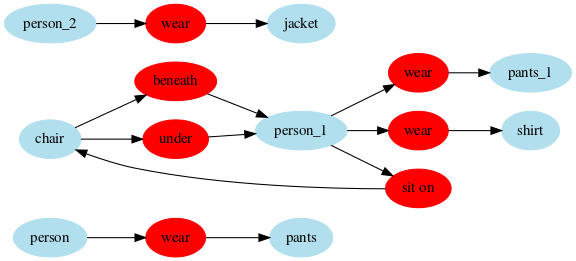 person_2 wear jacket
beneath
wear pants_1
chair under person_1 wear shirt
sit on
person wear pants